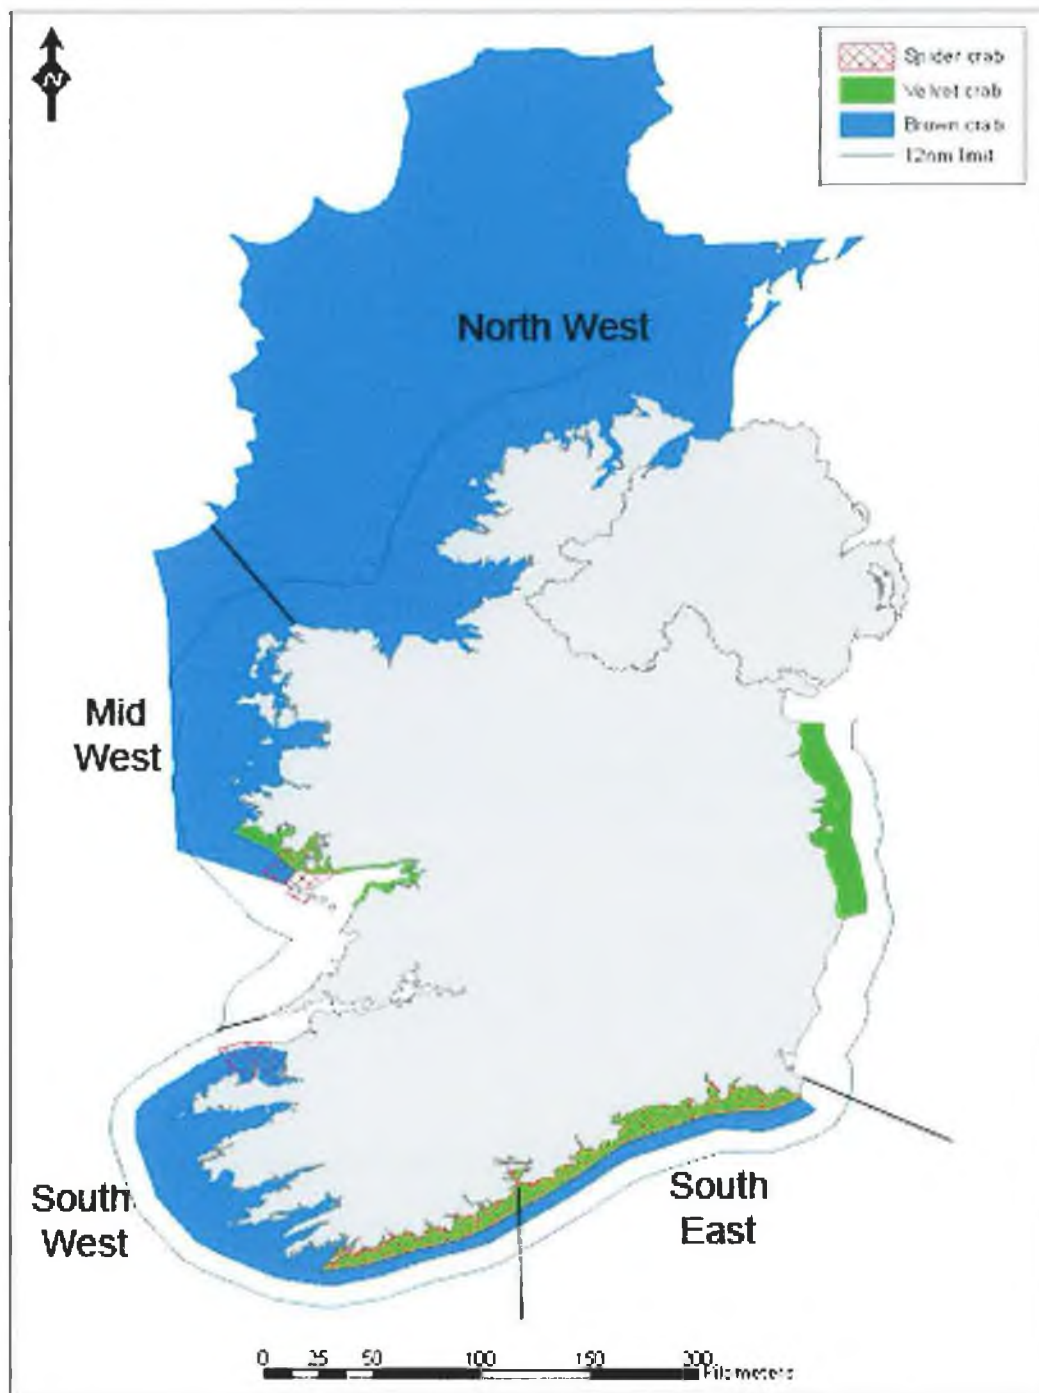 N
Spider crab
Velvet crab
Brown crab
12nm limit
North West
Mid
West
South
West
South
East
0 25 50 100 150 200
Kilometers